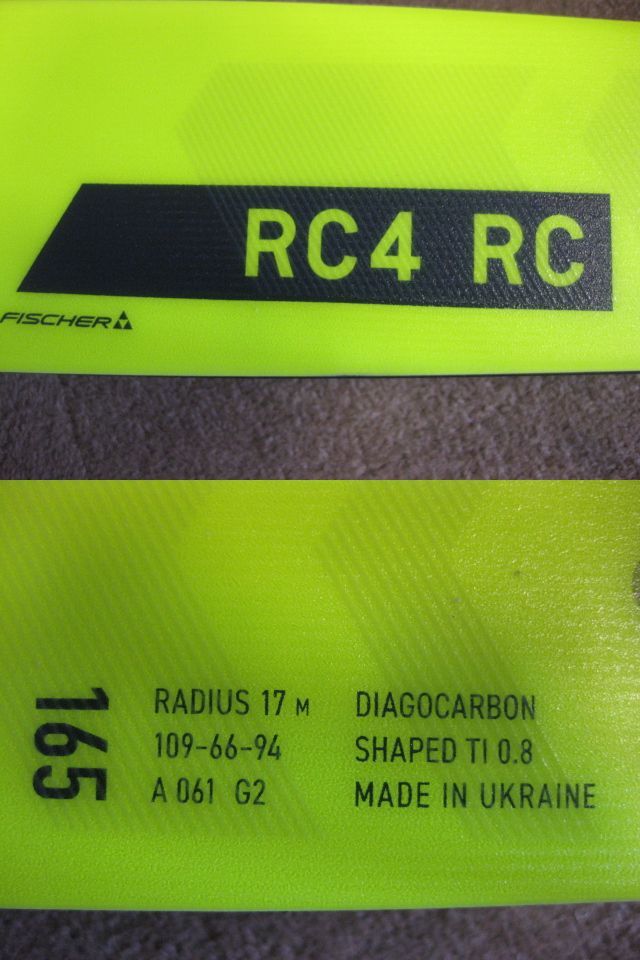 RC4 RC
FISCHER
165
RADIUS 17 M
109-66-94
A 061 G2
DIAGOCARBON
SHAPED TI 0.8
MADE IN UKRAINE